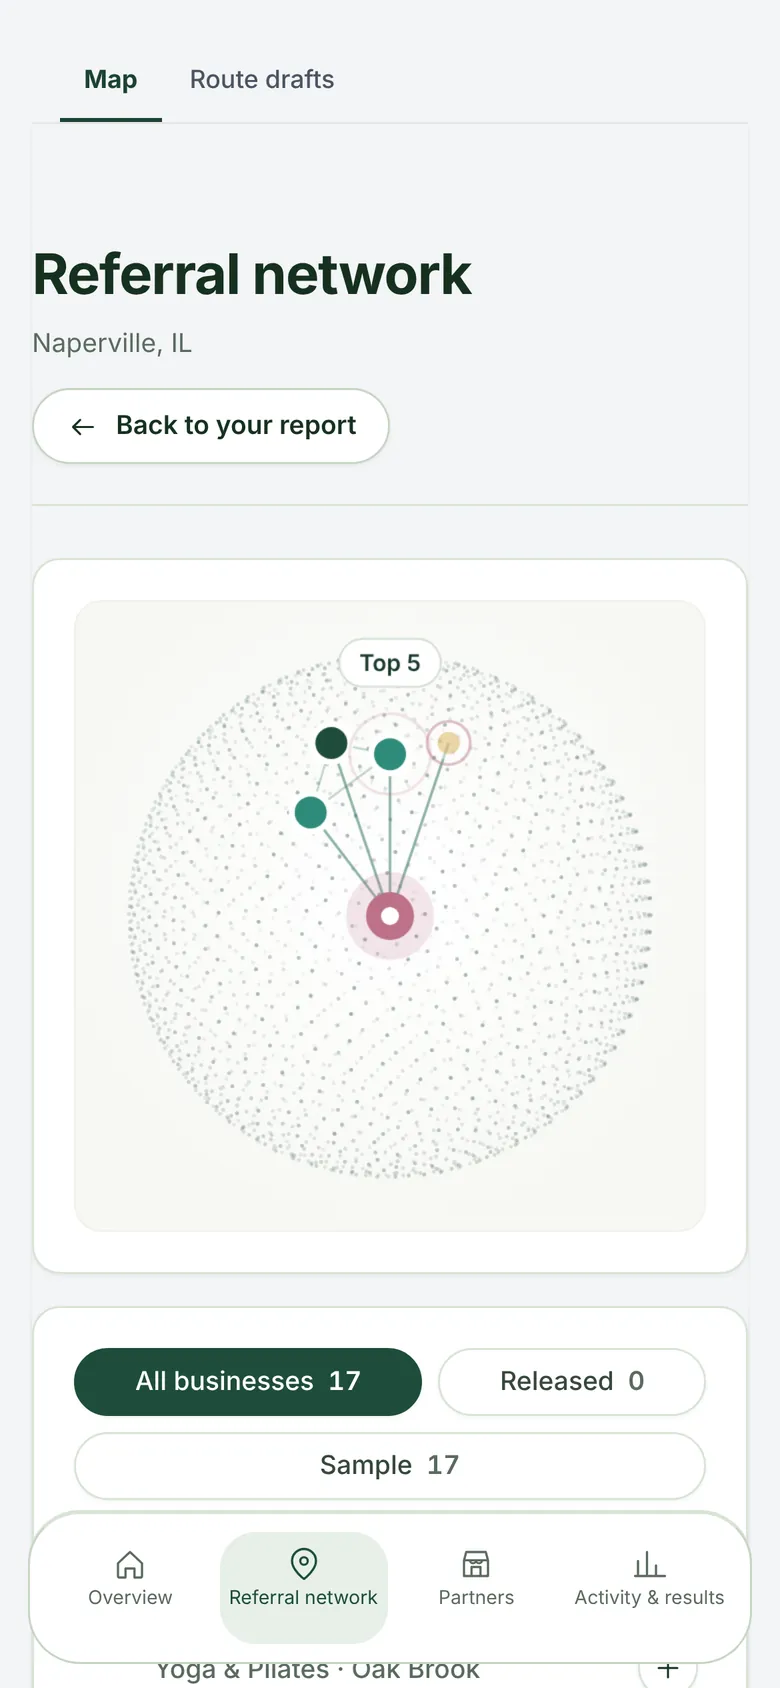 Map
Route drafts
Referral network
Naperville, IL
← Back to your report
Top 5
All businesses 17
Released 0
Sample 17
Overview
Referral network
Partners
Activity & results
Yoga & Pilates · Oak Brook
+